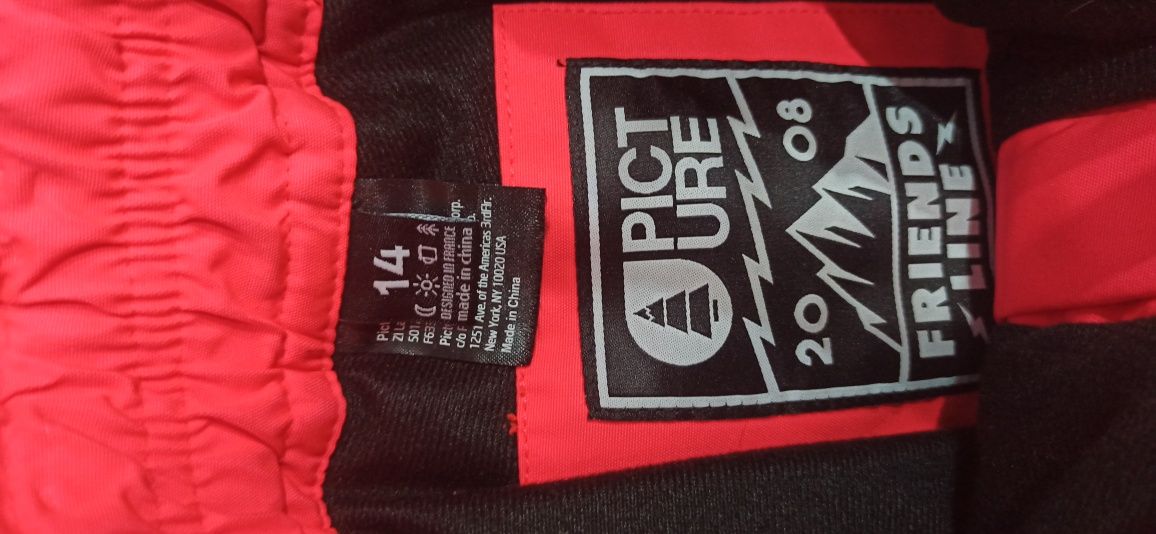 14
DESIGNED IN FRANCE
made in china
1251 Ave. of the Americas 3rdFlr.
New York, NY 10020 USA
Made in China
PICT
URE
20 08
FRIENDS
LINE